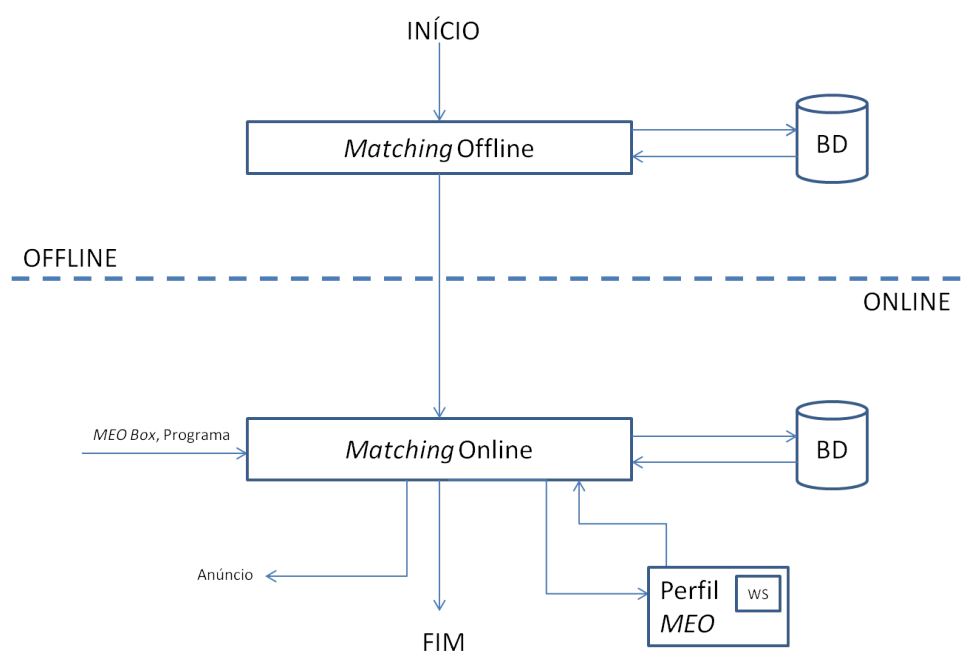 INÍCIO
Matching Offline
BD
OFFLINE
ONLINE
MEO Box, Programa
Matching Online
BD
Anúncio
Perfil
MEO
WS
FIM